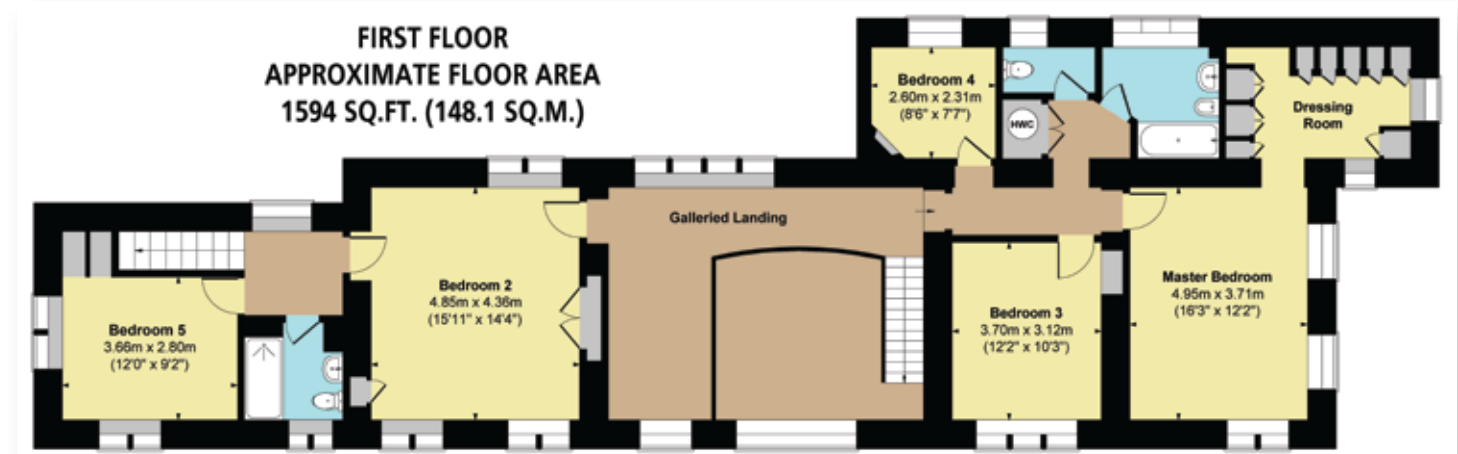 FIRST FLOOR
APPROXIMATE FLOOR AREA
1594 SQ.FT. (148.1 SQ.M.)
Bedroom 4
2.60m x 2.31m
(8'6" x 7'7")
HWC
Dressing
Room
Galleried Landing
Bedroom 2
4.85m x 4.36m
(15'11" x 14'4")
Master Bedroom
4.95m x 3.71m
(16'3" x 12'2")
Bedroom 3
3.70m x 3.12m
(12'2" x 10'3")
Bedroom 5
3.66m x 2.80m
(12'0" x 9'2")